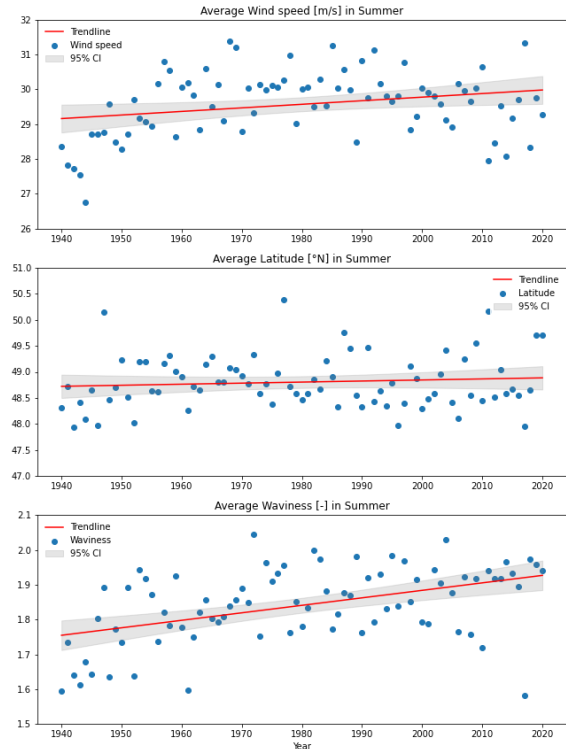 Average Wind speed [m/s] in Summer
32
31
30
29
28
27
26
Trendline
Wind speed
95% CI
1940 1950 1960 1970 1980 1990 2000 2010 2020
Average Latitude [°N] in Summer
51.0
50.5
50.0
49.5
49.0
48.5
48.0
47.5
47.0
Trendline
Latitude
95% CI
1940 1950 1960 1970 1980 1990 2000 2010 2020
Average Waviness [-] in Summer
2.1
2.0
1.9
1.8
1.7
1.6
1.5
Trendline
Waviness
95% CI
1940 1950 1960 1970 1980 1990 2000 2010 2020
Year